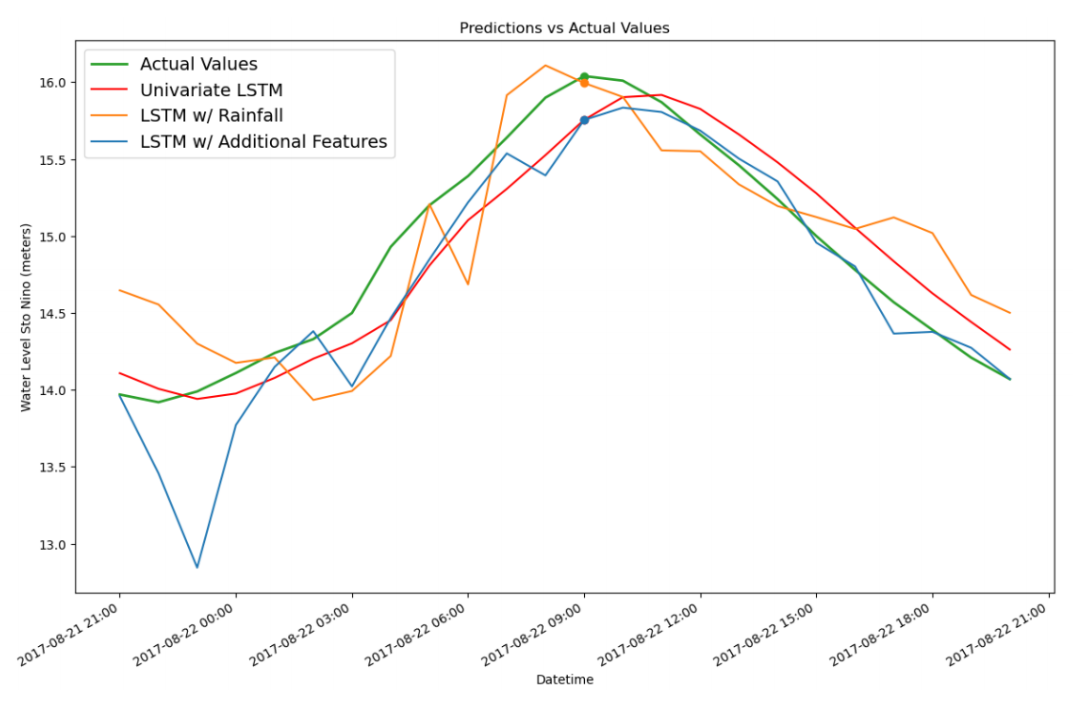 Predictions vs Actual Values
Actual Values
Univariate LSTM
LSTM w/ Rainfall
LSTM w/ Additional Features
Water Level Sto Nino (meters)
16.0
15.5
15.0
14.5
14.0
13.5
13.0
2017-08-21 21:00
2017-08-22 00:00
2017-08-22 03:00
2017-08-22 06:00
2017-08-22 09:00
2017-08-22 12:00
2017-08-22 15:00
2017-08-22 18:00
2017-08-22 21:00
Datetime